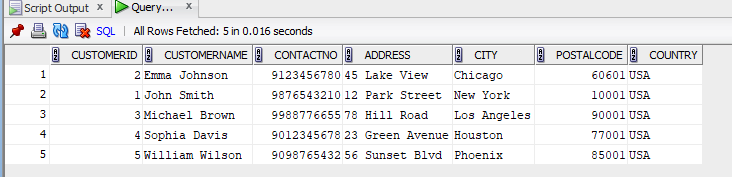 Script Output × Query... ×
SQL | All Rows Fetched: 5 in 0.016 seconds
CUSTOMERID CUSTOMERNAME CONTACTNO ADDRESS CITY POSTALCODE COUNTRY
1 2 Emma Johnson 9123456780 45 Lake View Chicago 60601 USA
2 1 John Smith 9876543210 12 Park Street New York 10001 USA
3 3 Michael Brown 9988776655 78 Hill Road Los Angeles 90001 USA
4 4 Sophia Davis 9012345678 23 Green Avenue Houston 77001 USA
5 5 William Wilson 9098765432 56 Sunset Blvd Phoenix 85001 USA